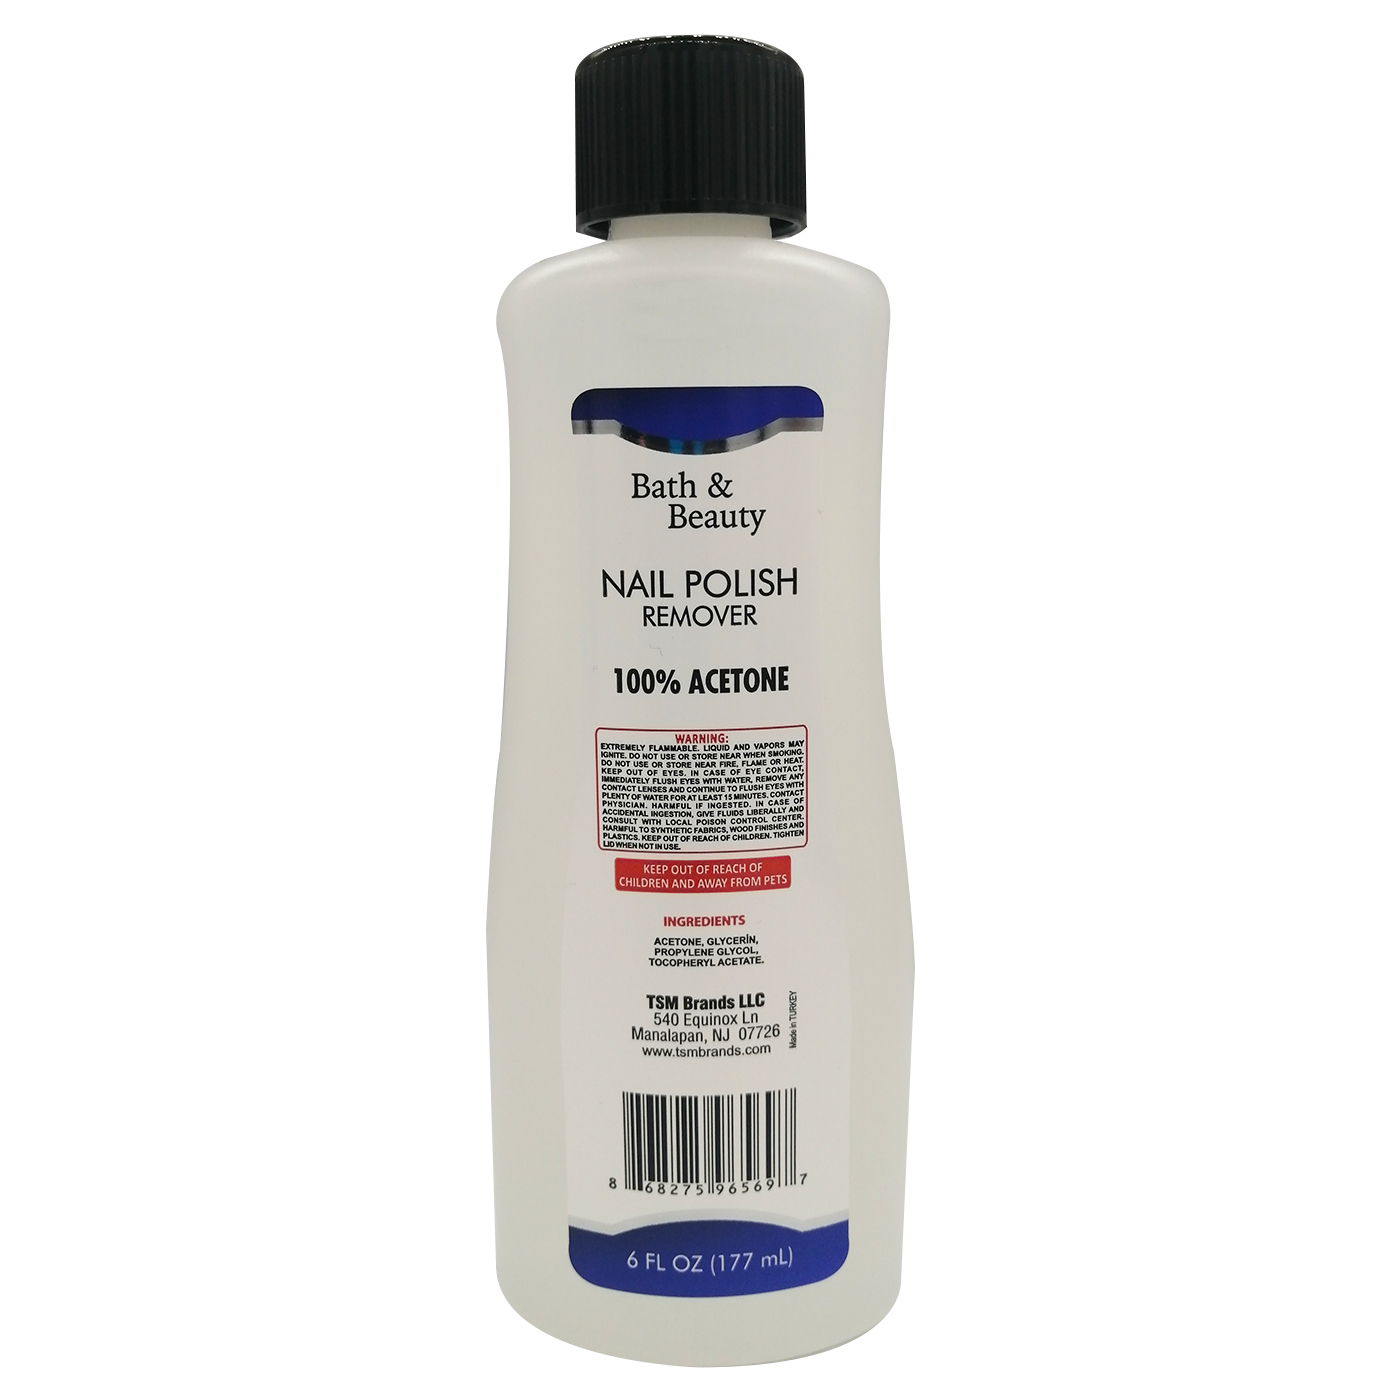 Bath &
Beauty
NAIL POLISH
REMOVER
100% ACETONE
WARNING:
EXTREMELY FLAMMABLE. LIQUID AND VAPORS MAY
IGNITE. DO NOT USE OR STORE NEAR WHEN SMOKING.
DO NOT USE OR STORE NEAR FIRE, FLAME OR HEAT.
KEEP OUT OF EYES. IN CASE OF EYE CONTACT,
IMMEDIATELY FLUSH EYES WITH WATER, REMOVE ANY
CONTACT LENSES AND CONTINUE TO FLUSH EYES WITH
PLENTY OF WATER FOR AT LEAST 15 MINUTES. CONTACT
PHYSICIAN. HARMFUL IF INGESTED. IN CASE OF
ACCIDENTAL INGESTION, GIVE FLUIDS LIBERALLY AND
CONSULT WITH LOCAL POISON CONTROL CENTER.
HARMFUL TO SYNTHETIC FABRICS, WOOD FINISHES AND
PLASTICS. KEEP OUT OF REACH OF CHILDREN. TIGHTEN
LID WHEN NOT IN USE.
KEEP OUT OF REACH OF
CHILDREN AND AWAY FROM PETS
INGREDIENTS
ACETONE, GLYCERİN,
PROPYLENE GLYCOL,
TOCOPHERYL ACETATE.
TSM Brands LLC
540 Equinox Ln
Manalapan, NJ 07726
www.tsmbrands.com
Made in TURKEY
8 68275 96569 7
6 FL OZ (177 mL)